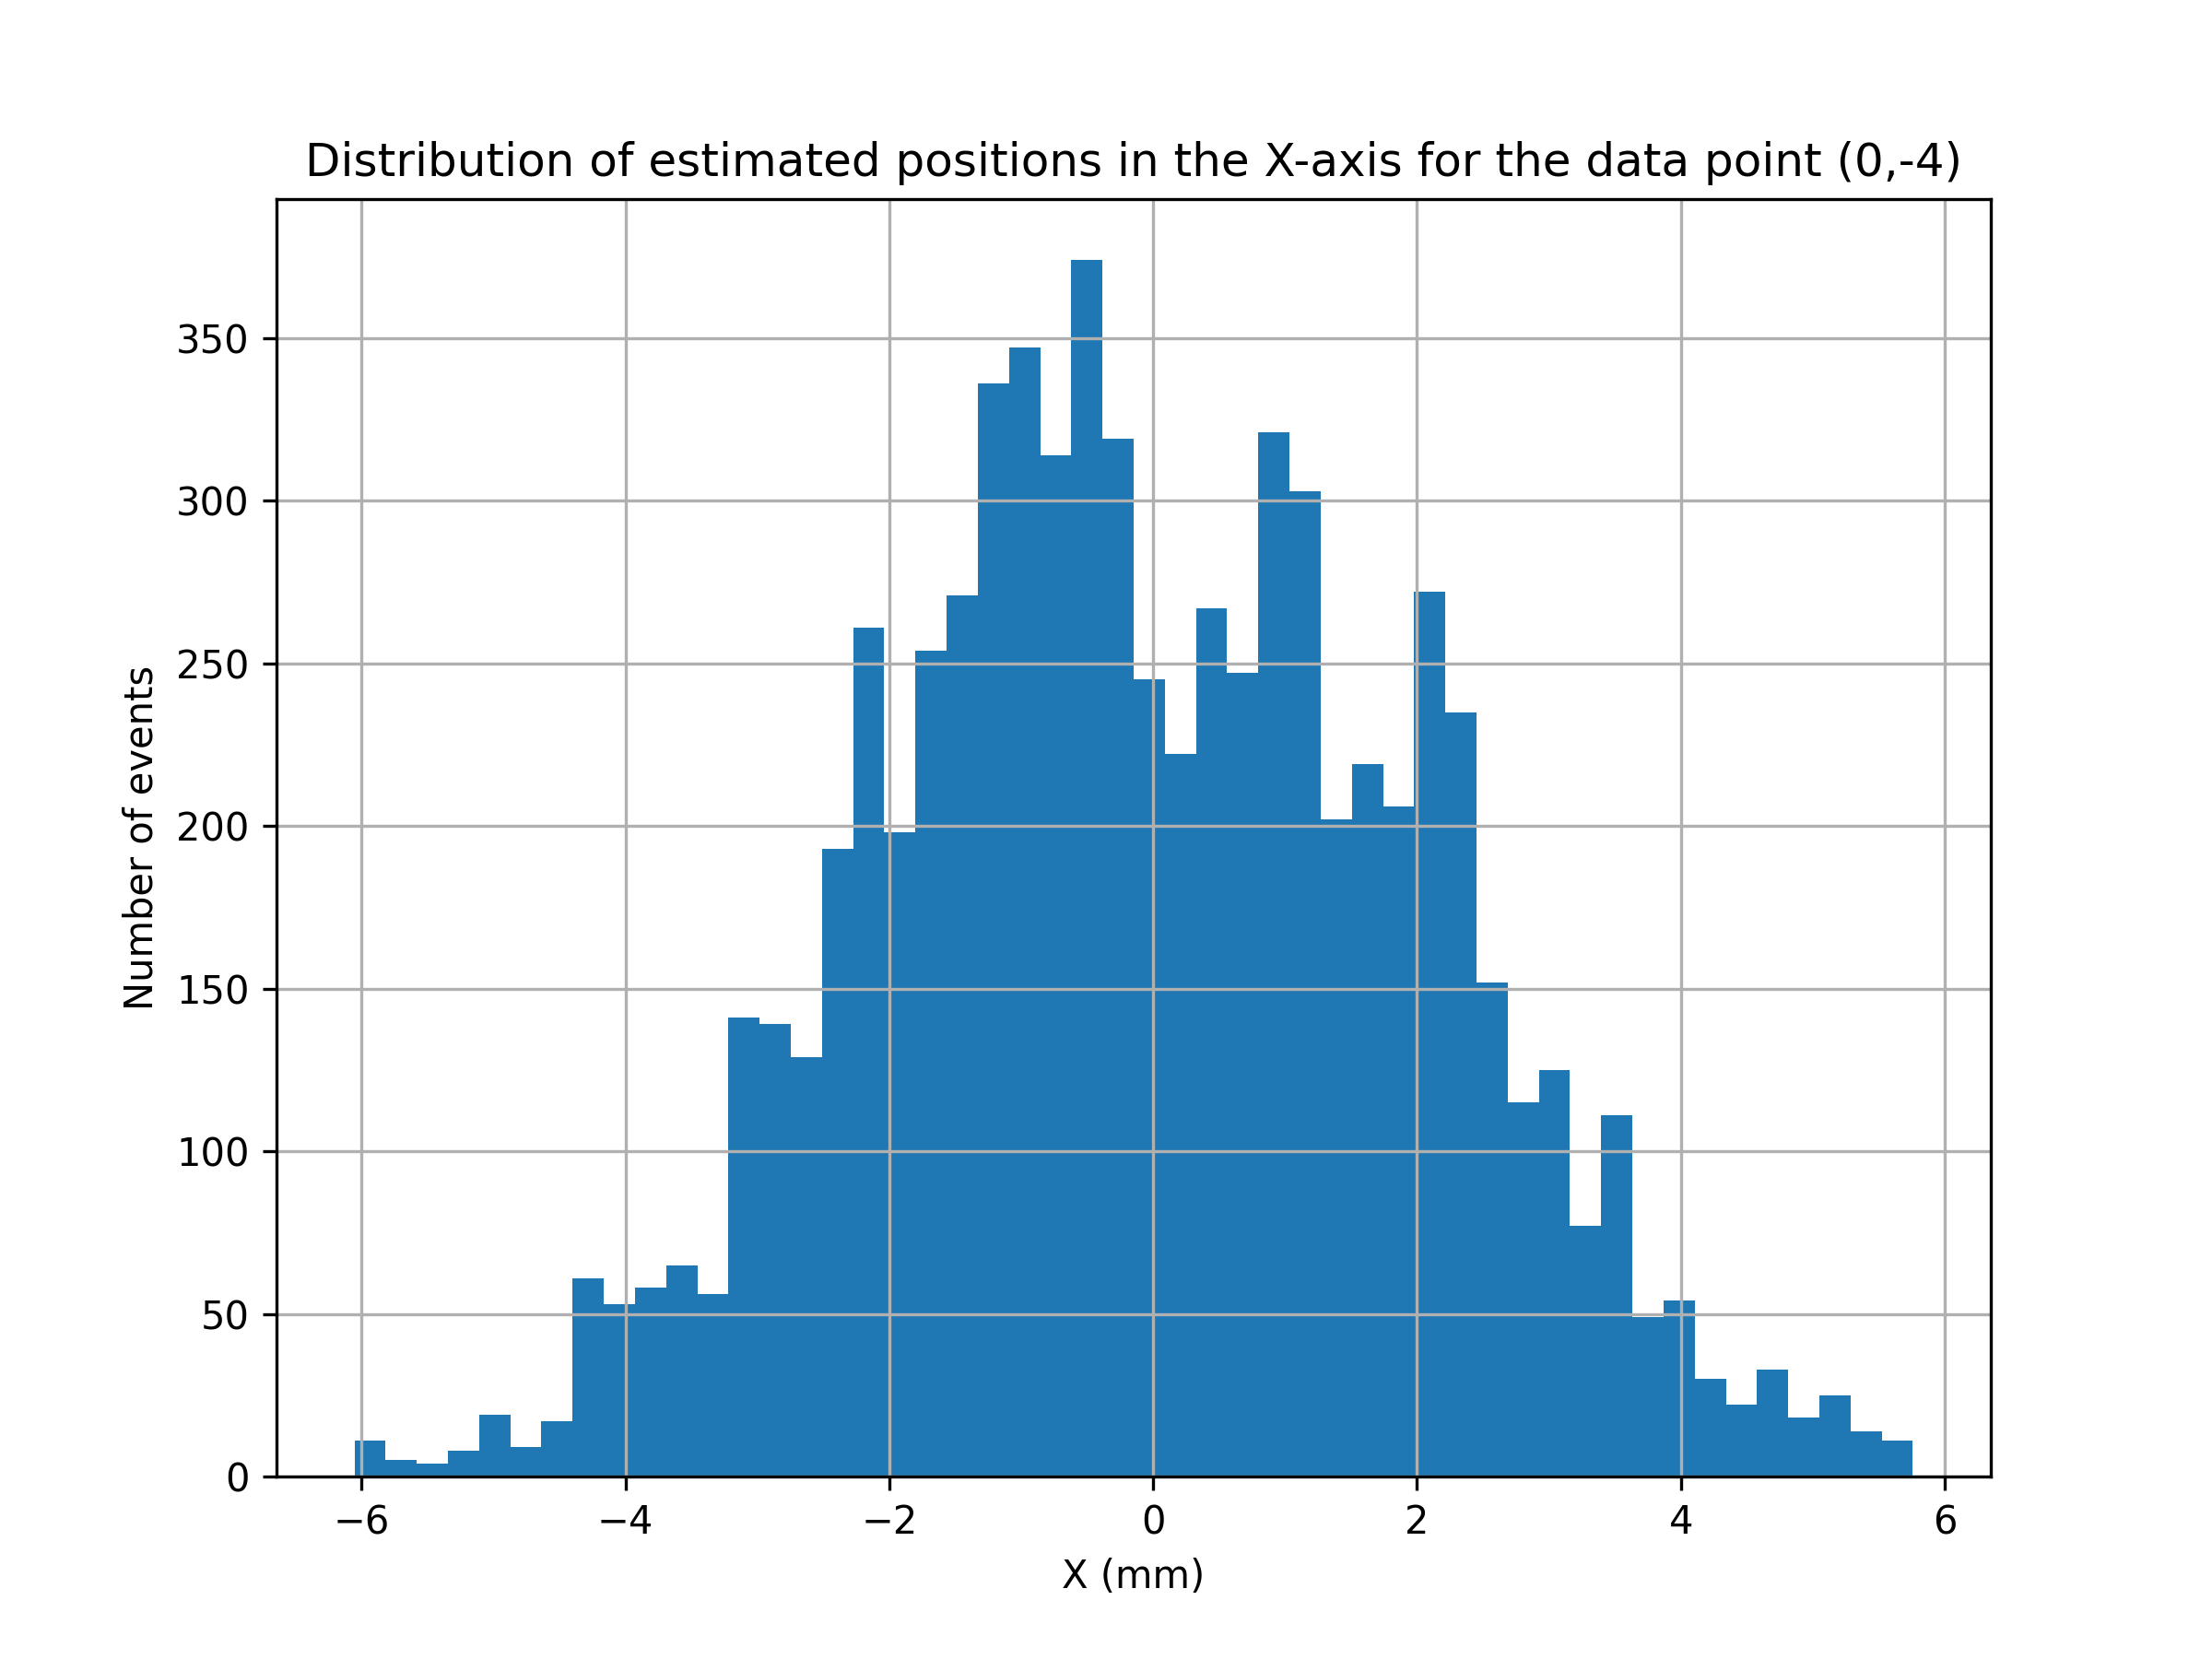 Distribution of estimated positions in the X-axis for the data point (0,-4)
Number of events
350
300
250
200
150
100
50
0
−6 −4 −2 0 2 4 6
X (mm)